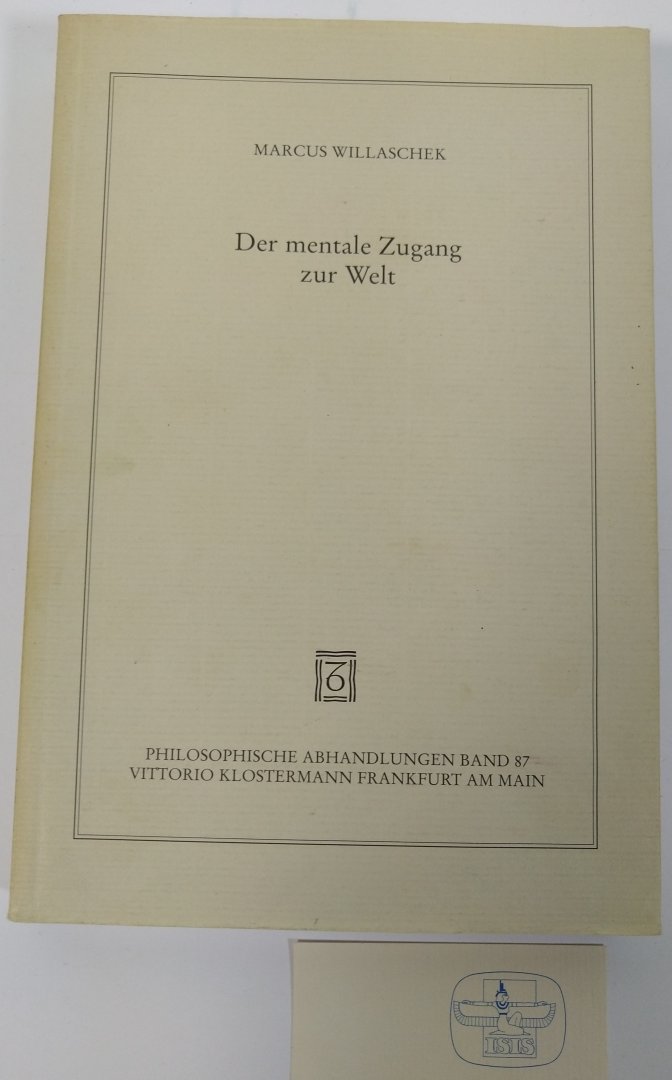 MARCUS WILLASCHEK
Der mentale Zugang
zur Welt
PHILOSOPHISCHE ABHANDLUNGEN BAND 87
VITTORIO KLOSTERMANN FRANKFURT AM MAIN
ISIS